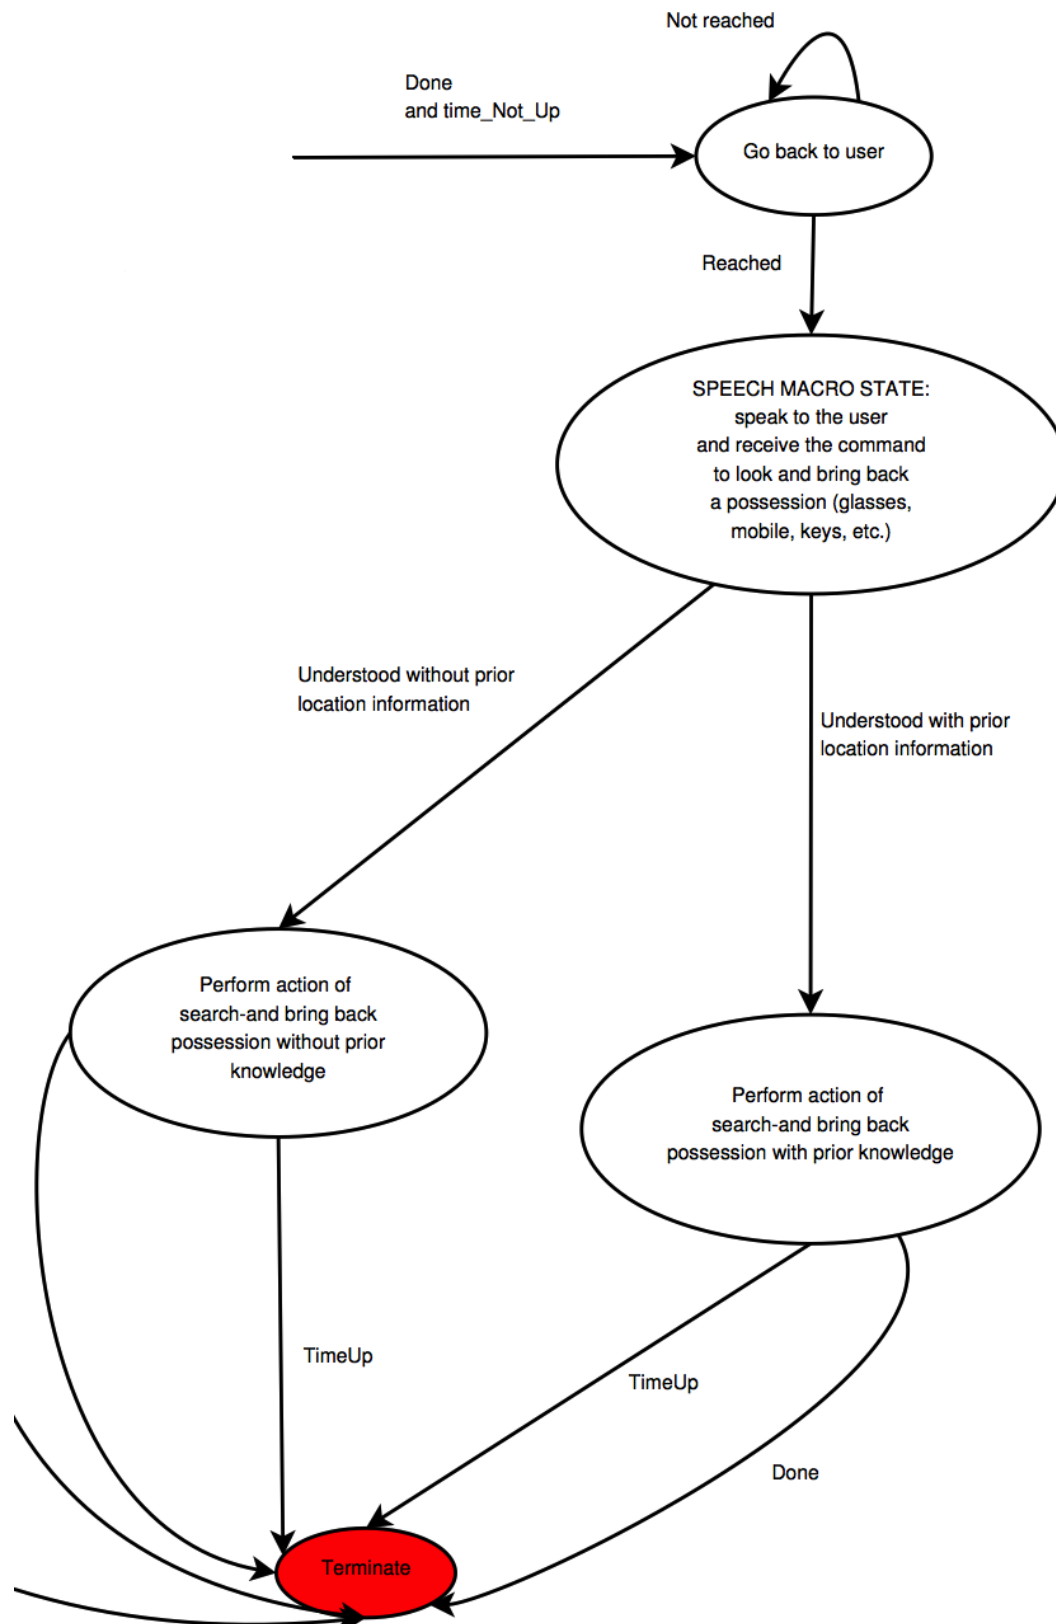 Not reached
Done
and time_Not_Up
Go back to user
Reached
SPEECH MACRO STATE:
speak to the user
and receive the command
to look and bring back
a possession (glasses,
mobile, keys, etc.)
Understood without prior
location information
Understood with prior
location information
Perform action of
search-and bring back
possession without prior
knowledge
Perform action of
search-and bring back
possession with prior knowledge
TimeUp
TimeUp
Done
Terminate